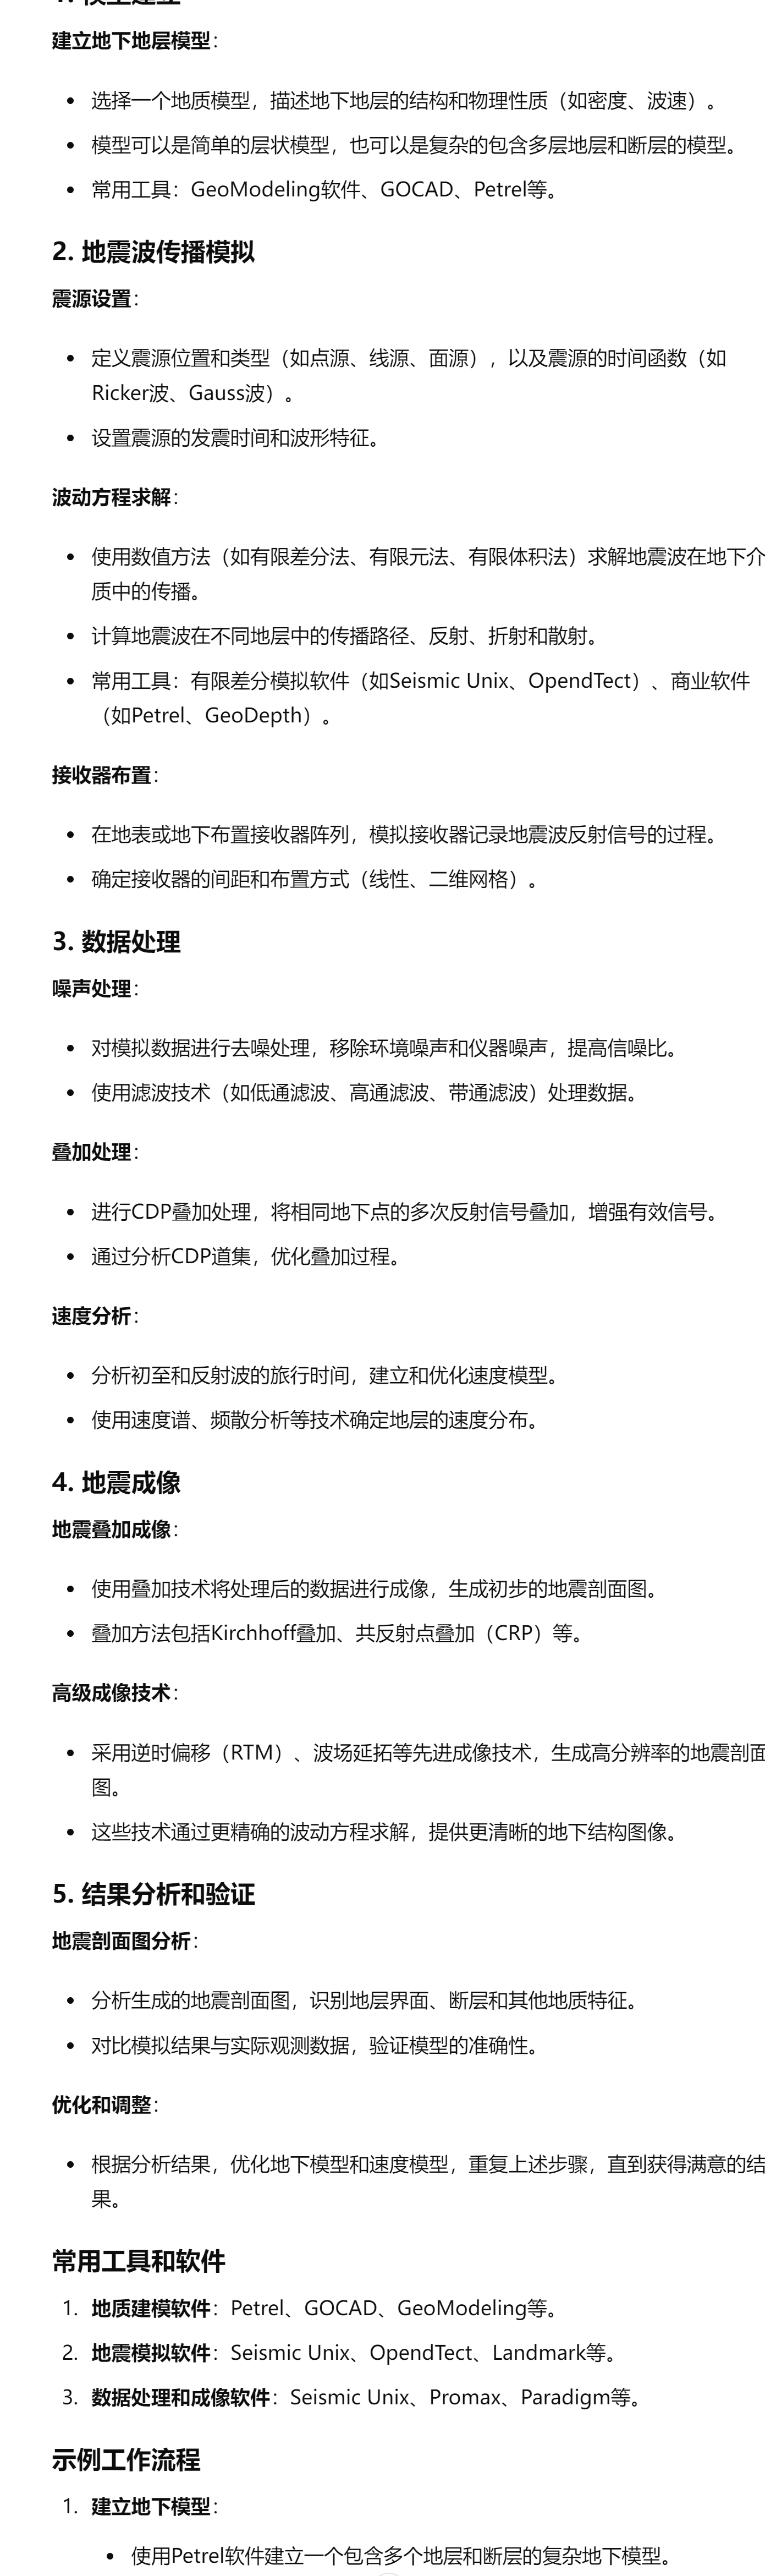 1. 模型建立
建立地下地层模型：
• 选择一个地质模型，描述地下地层的结构和物理性质（如密度、波速）。
• 模型可以是简单的层状模型，也可以是复杂的包含多层地层和断层的模型。
• 常用工具：GeoModeling软件、GOCAD、Petrel等。
2. 地震波传播模拟
震源设置：
• 定义震源位置和类型（如点源、线源、面源），以及震源的时间函数（如
Ricker波、Gauss波）。
• 设置震源的发震时间和波形特征。
波动方程求解：
• 使用数值方法（如有限差分法、有限元法、有限体积法）求解地震波在地下介
质中的传播。
• 计算地震波在不同地层中的传播路径、反射、折射和散射。
• 常用工具：有限差分模拟软件（如Seismic Unix、OpendTect）、商业软件
（如Petrel、GeoDepth）。
接收器布置：
• 在地表或地下布置接收器阵列，模拟接收器记录地震波反射信号的过程。
• 确定接收器的间距和布置方式（线性、二维网格）。
3. 数据处理
噪声处理：
• 对模拟数据进行去噪处理，移除环境噪声和仪器噪声，提高信噪比。
• 使用滤波技术（如低通滤波、高通滤波、带通滤波）处理数据。
叠加处理：
• 进行CDP叠加处理，将相同地下点的多次反射信号叠加，增强有效信号。
• 通过分析CDP道集，优化叠加过程。
速度分析：
• 分析初至和反射波的旅行时间，建立和优化速度模型。
• 使用速度谱、频散分析等技术确定地层的速度分布。
4. 地震成像
地震叠加成像：
• 使用叠加技术将处理后的数据进行成像，生成初步的地震剖面图。
• 叠加方法包括Kirchhoff叠加、共反射点叠加（CRP）等。
高级成像技术：
• 采用逆时偏移（RTM）、波场延拓等先进成像技术，生成高分辨率的地震剖面
图。
• 这些技术通过更精确的波动方程求解，提供更清晰的地下结构图像。
5. 结果分析和验证
地震剖面图分析：
• 分析生成的地震剖面图，识别地层界面、断层和其他地质特征。
• 对比模拟结果与实际观测数据，验证模型的准确性。
优化和调整：
• 根据分析结果，优化地下模型和速度模型，重复上述步骤，直到获得满意的结
果。
常用工具和软件
1. 地质建模软件：Petrel、GOCAD、GeoModeling等。
2. 地震模拟软件：Seismic Unix、OpendTect、Landmark等。
3. 数据处理和成像软件：Seismic Unix、Promax、Paradigm等。
示例工作流程
1. 建立地下模型：
• 使用Petrel软件建立一个包含多个地层和断层的复杂地下模型。